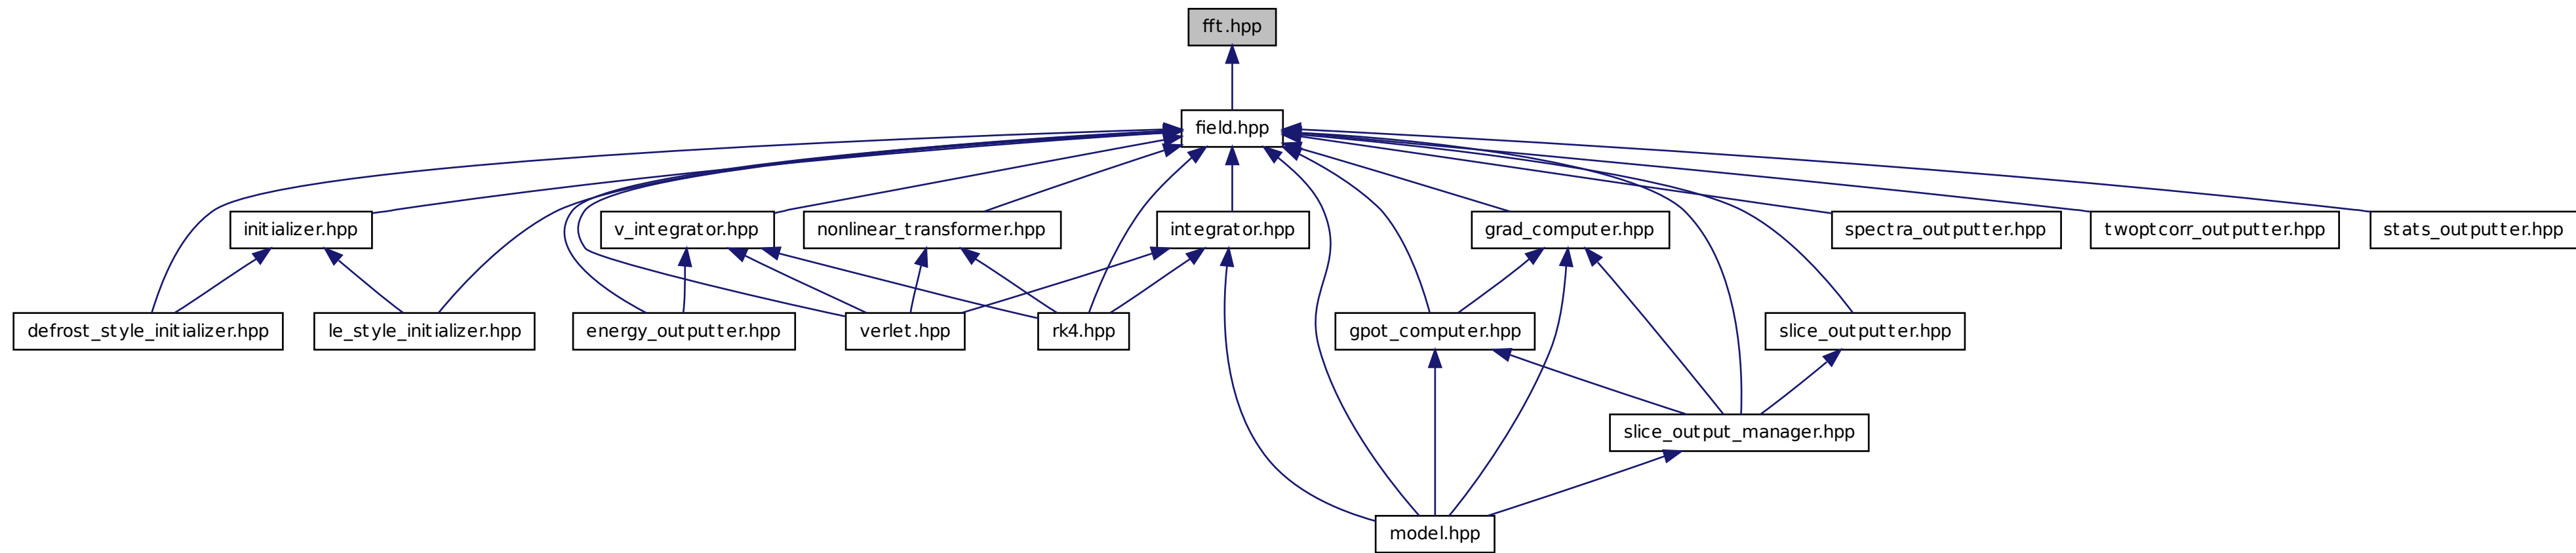 fft.hpp
field.hpp
initializer.hpp
v_integrator.hpp
nonlinear_transformer.hpp
integrator.hpp
grad_computer.hpp
spectra_outputter.hpp
twoptcorr_outputter.hpp
stats_outputter.hpp
defrost_style_initializer.hpp
le_style_initializer.hpp
energy_outputter.hpp
verlet.hpp
rk4.hpp
gpot_computer.hpp
slice_outputter.hpp
slice_output_manager.hpp
model.hpp